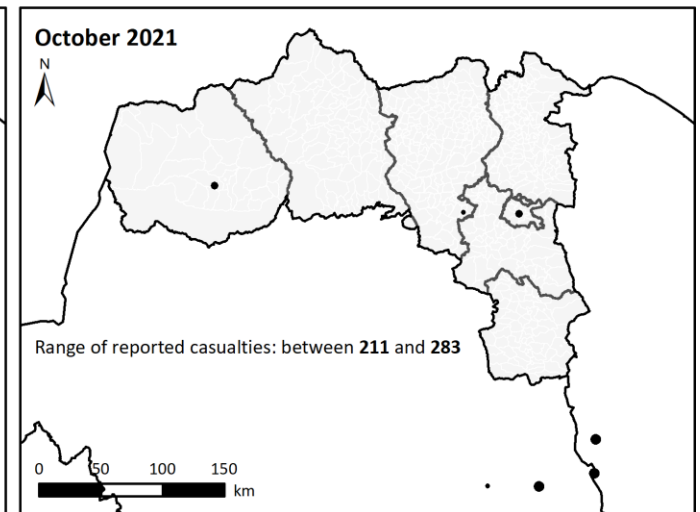 October 2021
N
Range of reported casualties: between 211 and 283
0 50 100 150
km